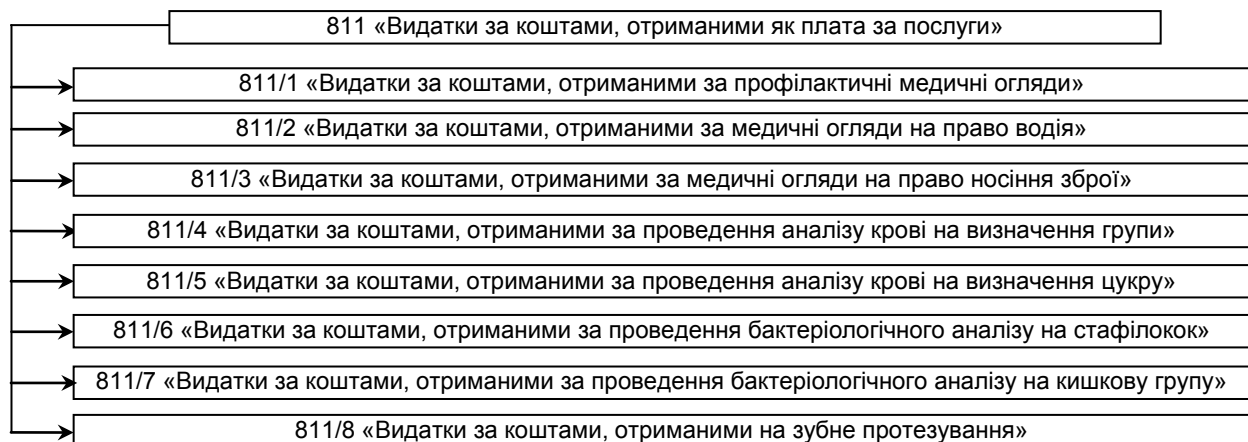 811 «Видатки за коштами, отриманими як плата за послуги»
811/1 «Видатки за коштами, отриманими за профілактичні медичні огляди»
811/2 «Видатки за коштами, отриманими за медичні огляди на право водія»
811/3 «Видатки за коштами, отриманими за медичні огляди на право носіння зброї»
811/4 «Видатки за коштами, отриманими за проведення аналізу крові на визначення групи»
811/5 «Видатки за коштами, отриманими за проведення аналізу крові на визначення цукру»
811/6 «Видатки за коштами, отриманими за проведення бактеріологічного аналізу на стафілокок»
811/7 «Видатки за коштами, отриманими за проведення бактеріологічного аналізу на кишкову групу»
811/8 «Видатки за коштами, отриманими на зубне протезування»